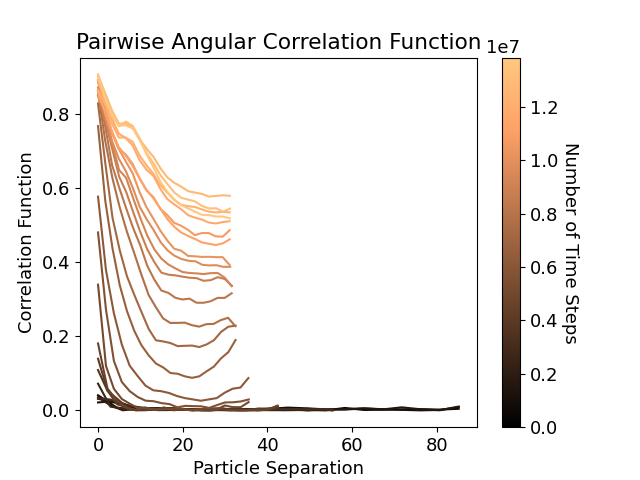 Pairwise Angular Correlation Function
1e7
0.8
0.6
0.4
0.2
0.0
Correlation Function
0 20 40 60 80
Particle Separation
1.2
1.0
0.8
0.6
0.4
0.2
0.0
Number of Time Steps